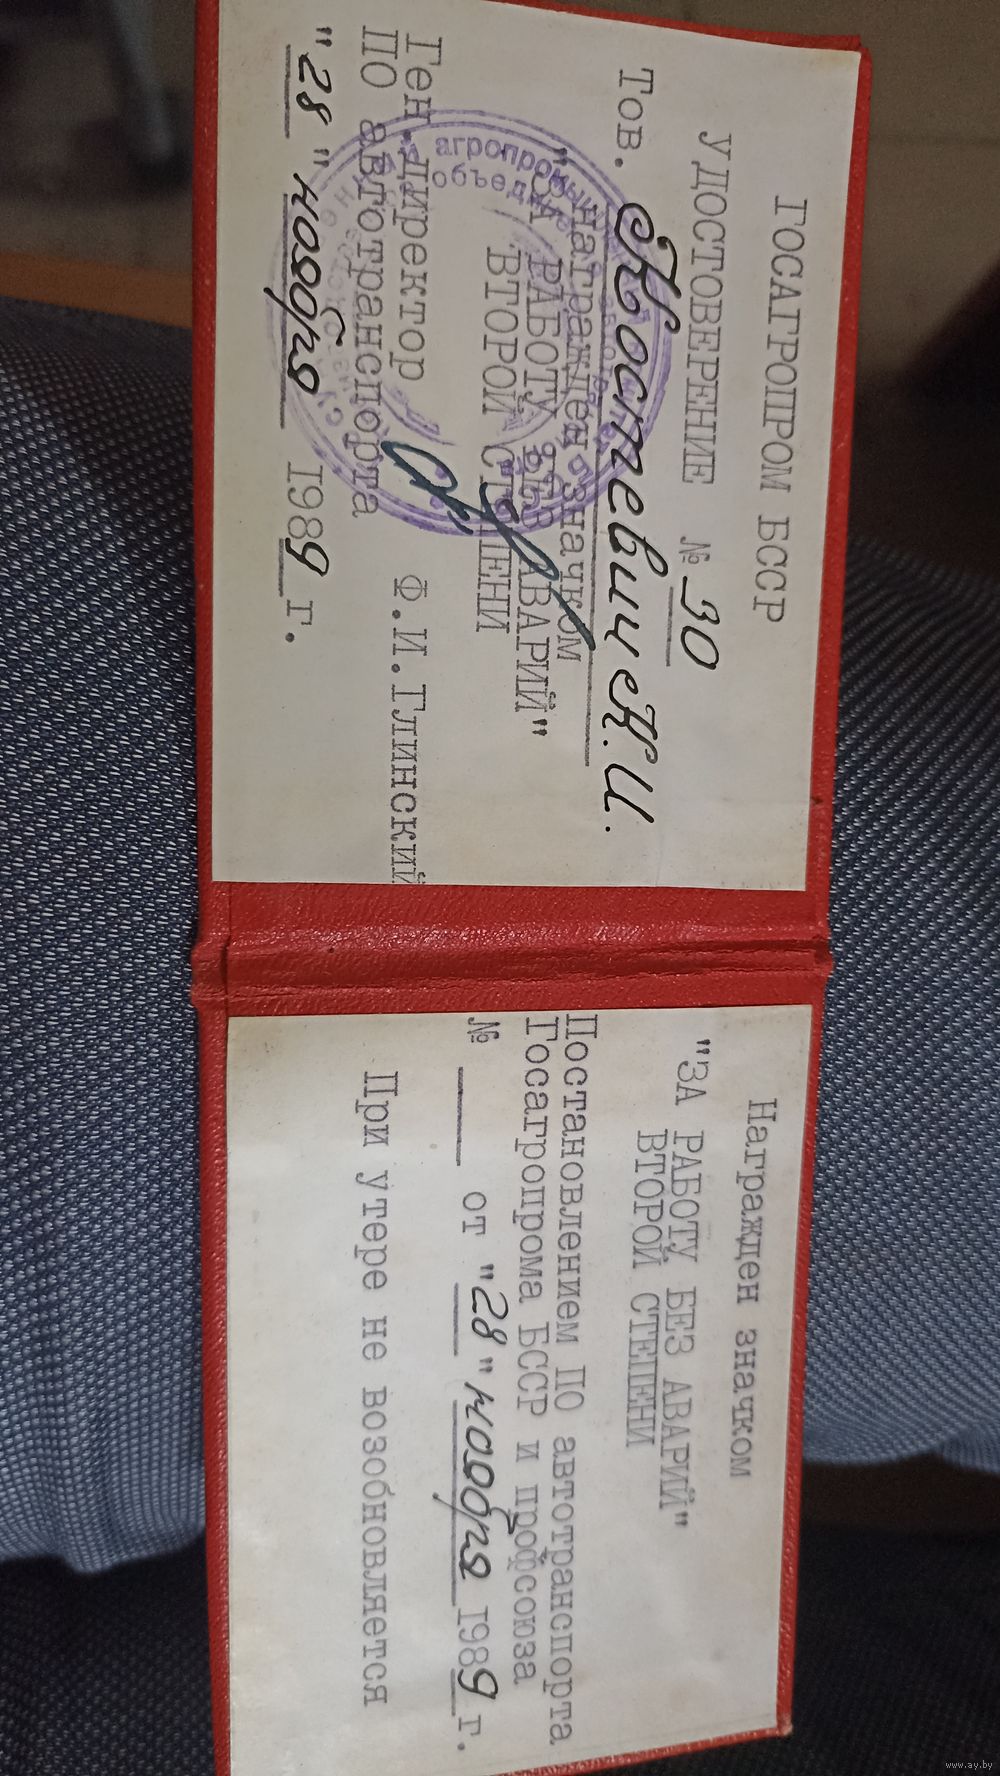 ГОСАГРОПРОМ БССР
УДОСТОВЕРЕНИЕ № 30
Тов. Костевич К.И.
награжден значком
"ЗА РАБОТУ БЕЗ АВАРИЙ"
ВТОРОЙ СТЕПЕНИ
Ген.директор
ПО автотранспорта Ф.И.Глинский
"28" ноября 1989 г.
Награжден значком
"ЗА РАБОТУ БЕЗ АВАРИЙ"
ВТОРОЙ СТЕПЕНИ
Постановлением ПО автотранспорта
Госагропрома БССР и профсоюза
№ ____ от "28" ноября 1989 г.
При утере не возобновляется
www.ay.by